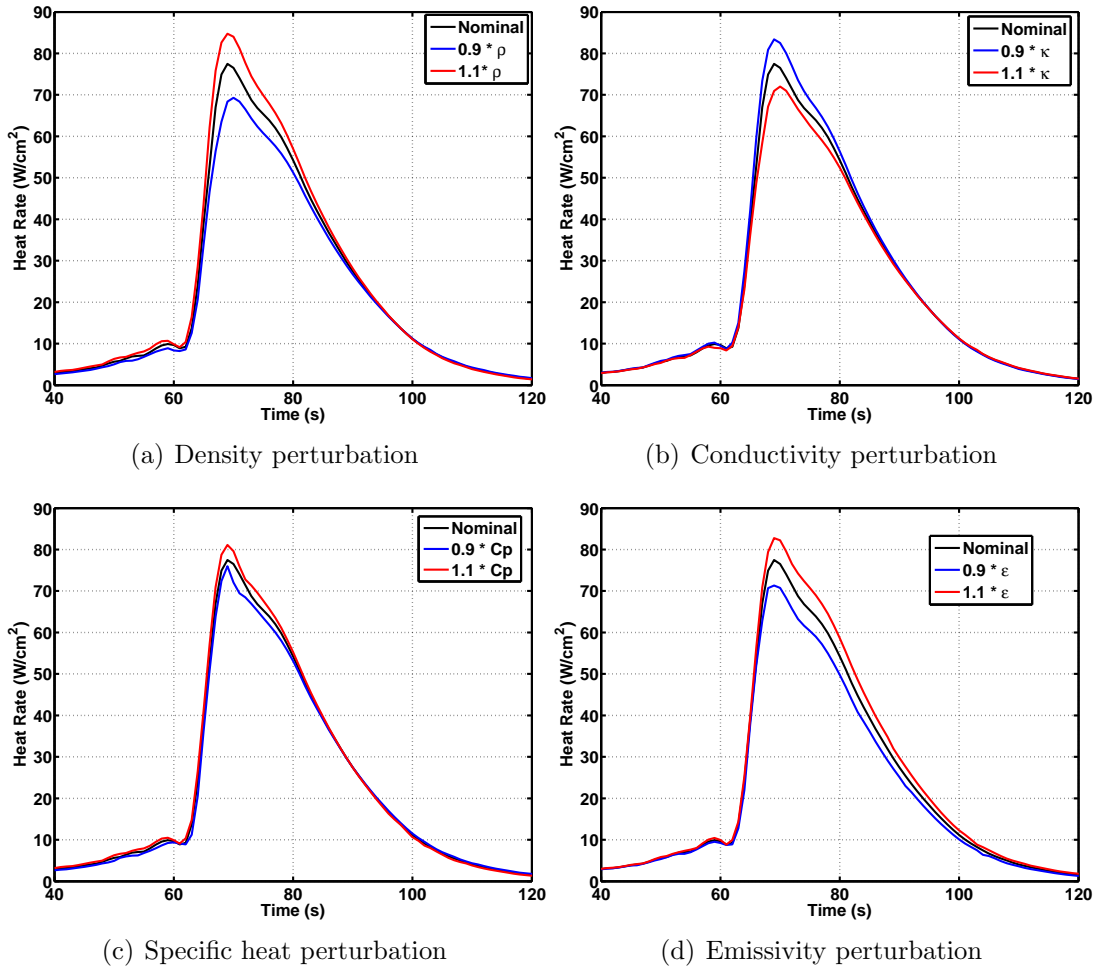 90
80
70
60
50
40
30
20
10
0
Heat Rate (W/cm²)
40 60 80 100 120
Time (s)
Nominal
0.9 * ρ
1.1* ρ
(a) Density perturbation
90
80
70
60
50
40
30
20
10
0
Heat Rate (W/cm²)
40 60 80 100 120
Time (s)
Nominal
0.9 * κ
1.1 * κ
(b) Conductivity perturbation
90
80
70
60
50
40
30
20
10
0
Heat Rate (W/cm²)
40 60 80 100 120
Time (s)
Nominal
0.9 * Cp
1.1 * Cp
(c) Specific heat perturbation
90
80
70
60
50
40
30
20
10
0
Heat Rate (W/cm²)
40 60 80 100 120
Time (s)
Nominal
0.9 * ε
1.1 * ε
(d) Emissivity perturbation